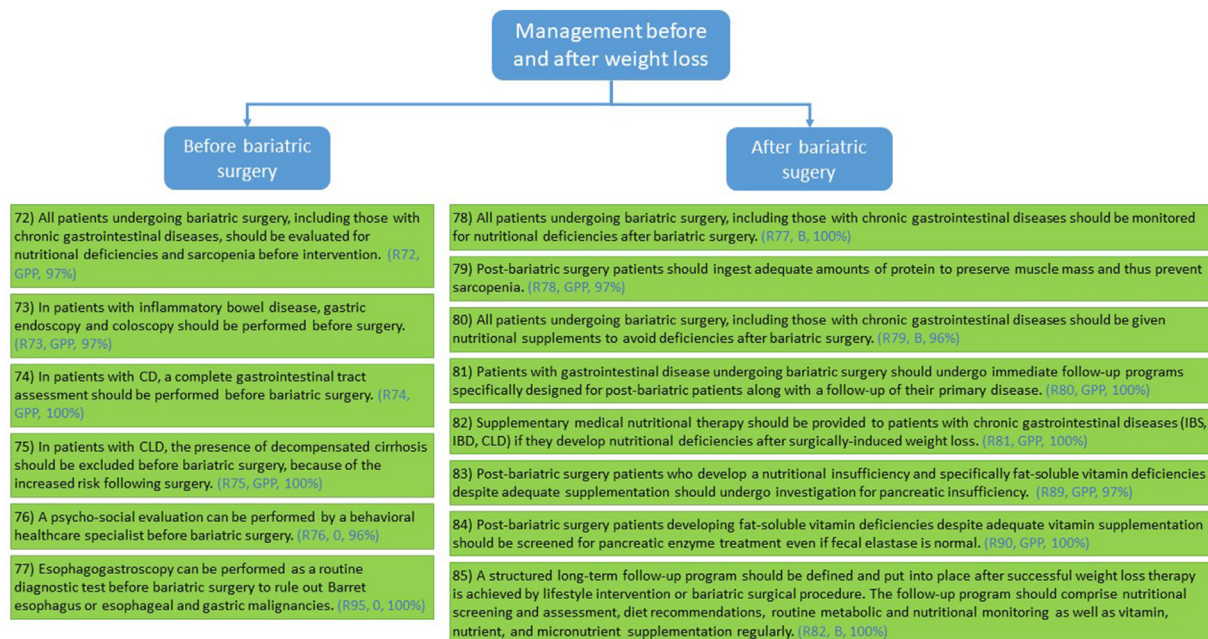 Management before
and after weight loss
Before bariatric
surgery
72) All patients undergoing bariatric surgery, including those with
chronic gastrointestinal diseases, should be evaluated for
nutritional deficiencies and sarcopenia before intervention. (R72,
GPP, 97%)
73) In patients with inflammatory bowel disease, gastric
endoscopy and coloscopy should be performed before surgery.
(R73, GPP, 97%)
74) In patients with CD, a complete gastrointestinal tract
assessment should be performed before bariatric surgery. (R74,
GPP, 100%)
75) In patients with CLD, the presence of decompensated cirrhosis
should be excluded before bariatric surgery, because of the
increased risk following surgery. (R75, GPP, 100%)
76) A psycho-social evaluation can be performed by a behavioral
healthcare specialist before bariatric surgery. (R76, 0, 96%)
77) Esophagogastroscopy can be performed as a routine
diagnostic test before bariatric surgery to rule out Barret
esophagus or esophageal and gastric malignancies. (R95, 0, 100%)
After bariatric
sugery
78) All patients undergoing bariatric surgery, including those with chronic gastrointestinal diseases should be monitored
for nutritional deficiencies after bariatric surgery. (R77, B, 100%)
79) Post-bariatric surgery patients should ingest adequate amounts of protein to preserve muscle mass and thus prevent
sarcopenia. (R78, GPP, 97%)
80) All patients undergoing bariatric surgery, including those with chronic gastrointestinal diseases should be given
nutritional supplements to avoid deficiencies after bariatric surgery. (R79, B, 96%)
81) Patients with gastrointestinal disease undergoing bariatric surgery should undergo immediate follow-up programs
specifically designed for post-bariatric patients along with a follow-up of their primary disease. (R80, GPP, 100%)
82) Supplementary medical nutritional therapy should be provided to patients with chronic gastrointestinal diseases (IBS,
IBD, CLD) if they develop nutritional deficiencies after surgically-induced weight loss. (R81, GPP, 100%)
83) Post-bariatric surgery patients who develop a nutritional insufficiency and specifically fat-soluble vitamin deficiencies
despite adequate supplementation should undergo investigation for pancreatic insufficiency. (R89, GPP, 97%)
84) Post-bariatric surgery patients developing fat-soluble vitamin deficiencies despite adequate vitamin supplementation
should be screened for pancreatic enzyme treatment even if fecal elastase is normal. (R90, GPP, 100%)
85) A structured long-term follow-up program should be defined and put into place after successful weight loss therapy
is achieved by lifestyle intervention or bariatric surgical procedure. The follow-up program should comprise nutritional
screening and assessment, diet recommendations, routine metabolic and nutritional monitoring as well as vitamin,
nutrient, and micronutrient supplementation regularly. (R82, B, 100%)